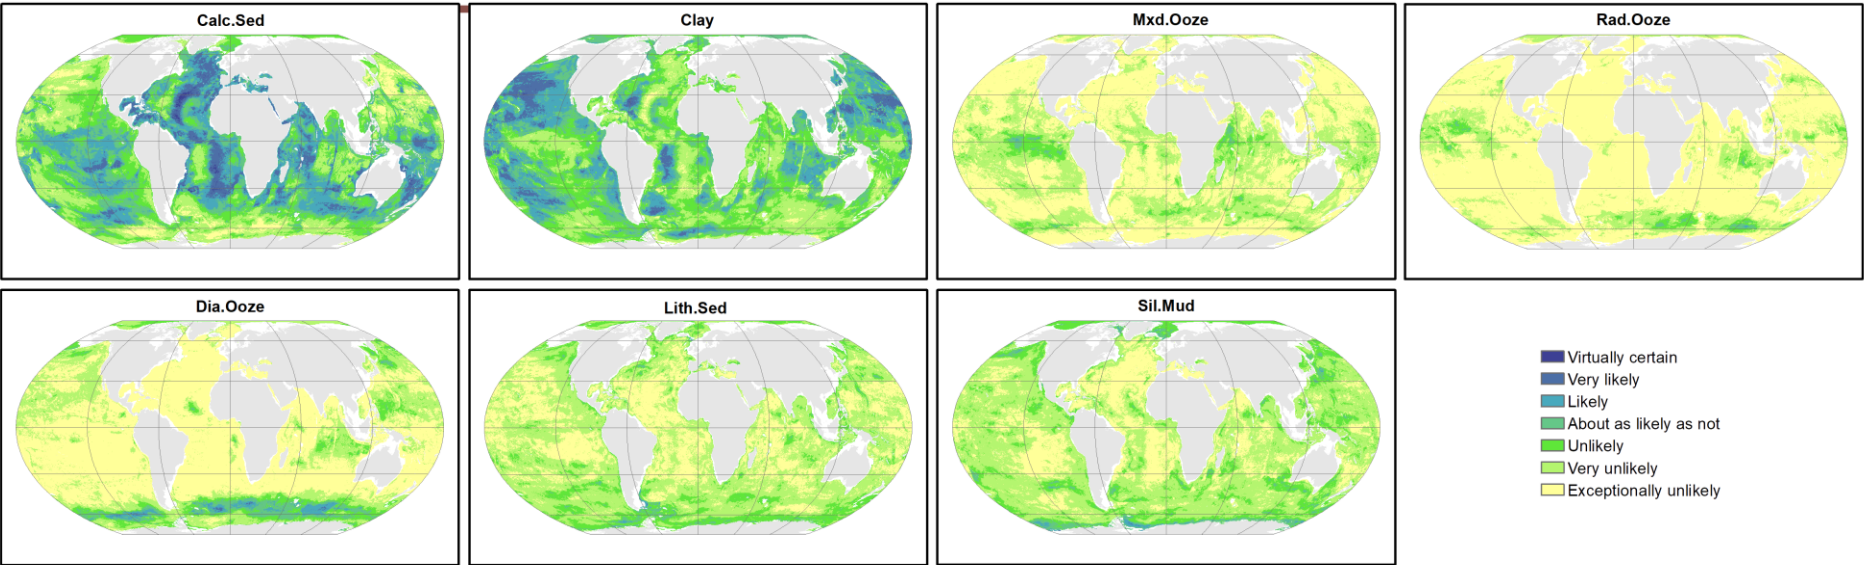 Calc.Sed
Clay
Mxd.Ooze
Rad.Ooze
Dia.Ooze
Lith.Sed
Sil.Mud
Virtually certain
Very likely
Likely
About as likely as not
Unlikely
Very unlikely
Exceptionally unlikely